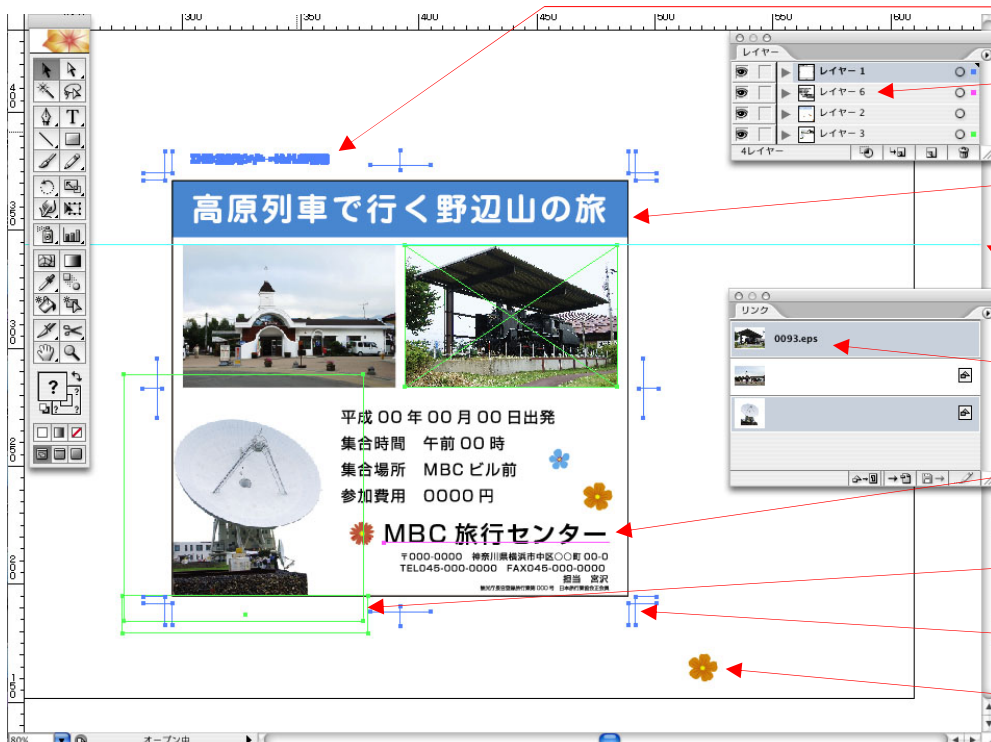 300
350
400
450
500
550
600
レイヤー
レイヤー 1
レイヤー 6
レイヤー 2
レイヤー 3
4レイヤー
高原列車で行く野辺山の旅
リンク
0093.eps
平成 00 年 00 月 00 日出発
集合時間 午前 00 時
集合場所 MBC ビル前
参加費用 0000 円
MBC 旅行センター
〒000-0000 神奈川県横浜市中区○○町 00-0
TEL045-000-0000 FAX045-000-0000
担当 宮沢
400
350
300
250
200
150
80%
オープン中